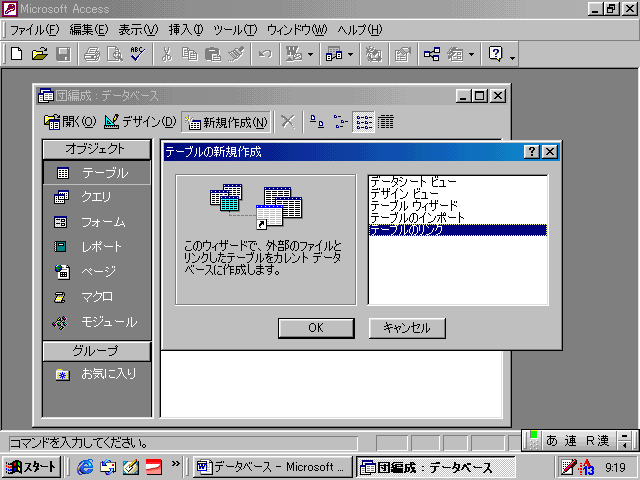 Microsoft Access
ファイル(F) 編集(E) 表示(V) 挿入(I) ツール(T) ウィンドウ(W) ヘルプ(H)
団編成 : データベース
開く(O) デザイン(D) 新規作成(N)
オブジェクト
テーブル
クエリ
フォーム
レポート
ページ
マクロ
モジュール
グループ
お気に入り
テーブルの新規作成
このウィザードで、外部のファイルと
リンクしたテーブルをカレント データ
ベースに作成します。
データシート ビュー
デザイン ビュー
テーブル ウィザード
テーブルのインポート
テーブルのリンク
OK キャンセル
コマンドを入力してください。
あ 連 R漢
スタート
データベース - Microsoft ...
団編成 : データベース
13
9:19